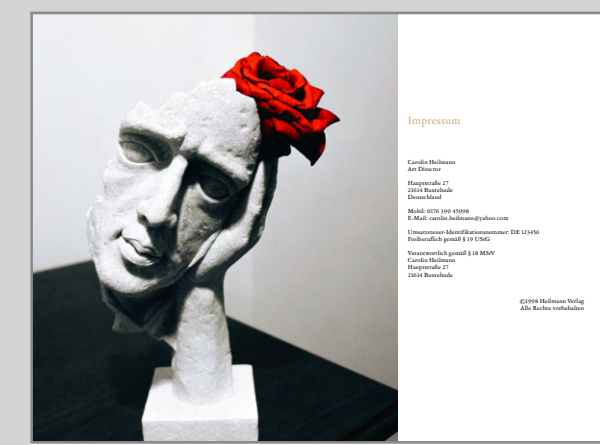 Impressum
Carolin Heilmann
Art Director
Hauptstraße 27
21614 Buxtehude
Deutschland
Mobil: 0176 390 45098
E-Mail: carolin.heilmann@yahoo.com
Umsatzsteuer-Identifikationsnummer: DE 123456
Freiberuflich gemäß § 19 UStG
Verantwortlich gemäß § 18 MStV
Carolin Heilmann
Hauptstraße 27
21614 Buxtehude
©1998 Heilmann Verlag
Alle Rechte vorbehalten